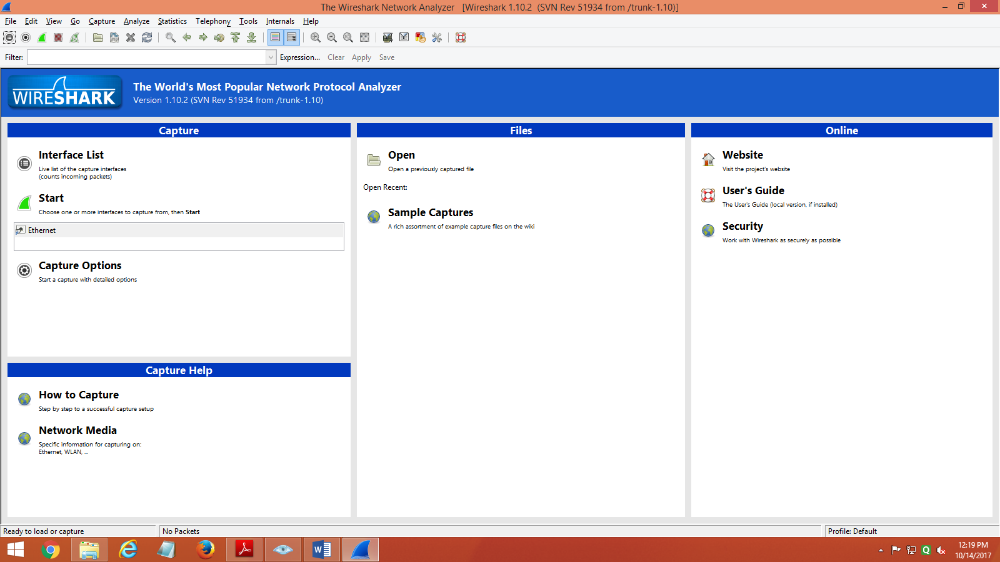 The Wireshark Network Analyzer [Wireshark 1.10.2 (SVN Rev 51934 from /trunk-1.10)]
File Edit View Go Capture Analyze Statistics Telephony Tools Internals Help
Filter: Expression... Clear Apply Save
WIRESHARK
The World's Most Popular Network Protocol Analyzer
Version 1.10.2 (SVN Rev 51934 from /trunk-1.10)
Capture
Interface List
Live list of the capture interfaces
(counts incoming packets)
Start
Choose one or more interfaces to capture from, then Start
Ethernet
Capture Options
Start a capture with detailed options
Capture Help
How to Capture
Step by step to a successful capture setup
Network Media
Specific information for capturing on:
Ethernet, WLAN, ...
Files
Open
Open a previously captured file
Open Recent:
Sample Captures
A rich assortment of example capture files on the wiki
Online
Website
Visit the project's website
User's Guide
The User's Guide (local version, if installed)
Security
Work with Wireshark as securely as possible
Ready to load or capture
No Packets
Profile: Default
12:19 PM
10/14/2017